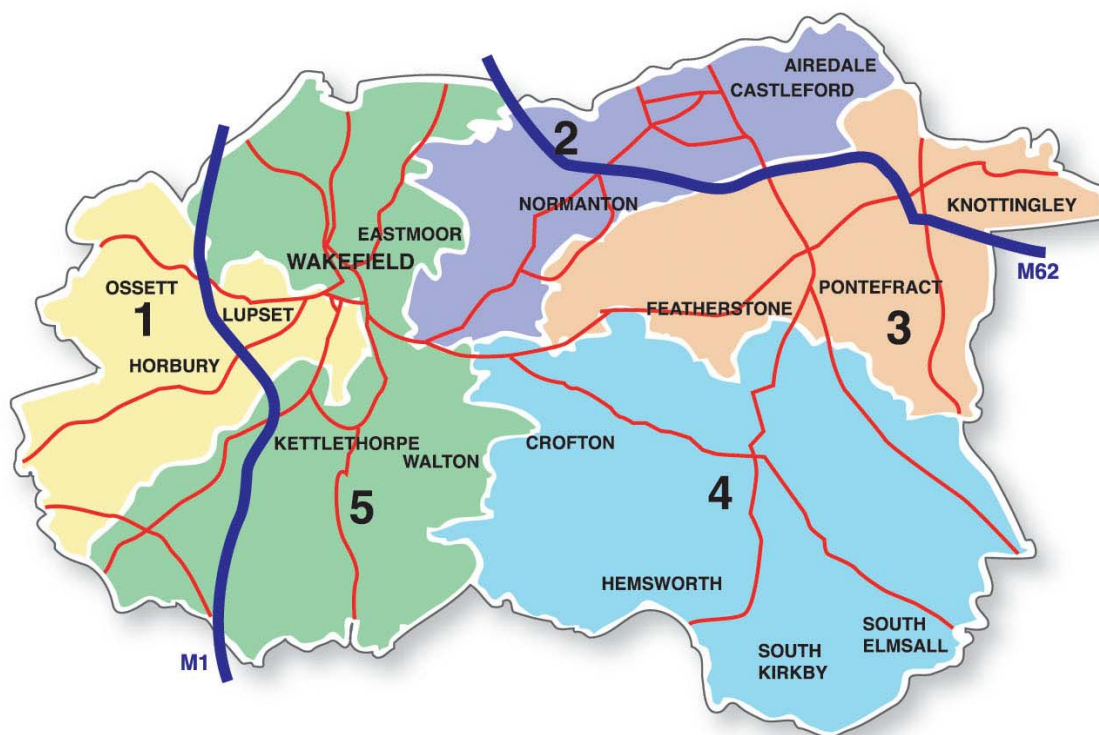 AIREDALE
CASTLEFORD
2
NORMANTON
KNOTTINGLEY
EASTMOOR
WAKEFIELD
M62
OSSETT
1
LUPSET
HORBURY
FEATHERSTONE
PONTEFRACT
3
KETTLETHORPE
WALTON
5
CROFTON
4
HEMSWORTH
SOUTH
ELMSALL
SOUTH
KIRKBY
M1